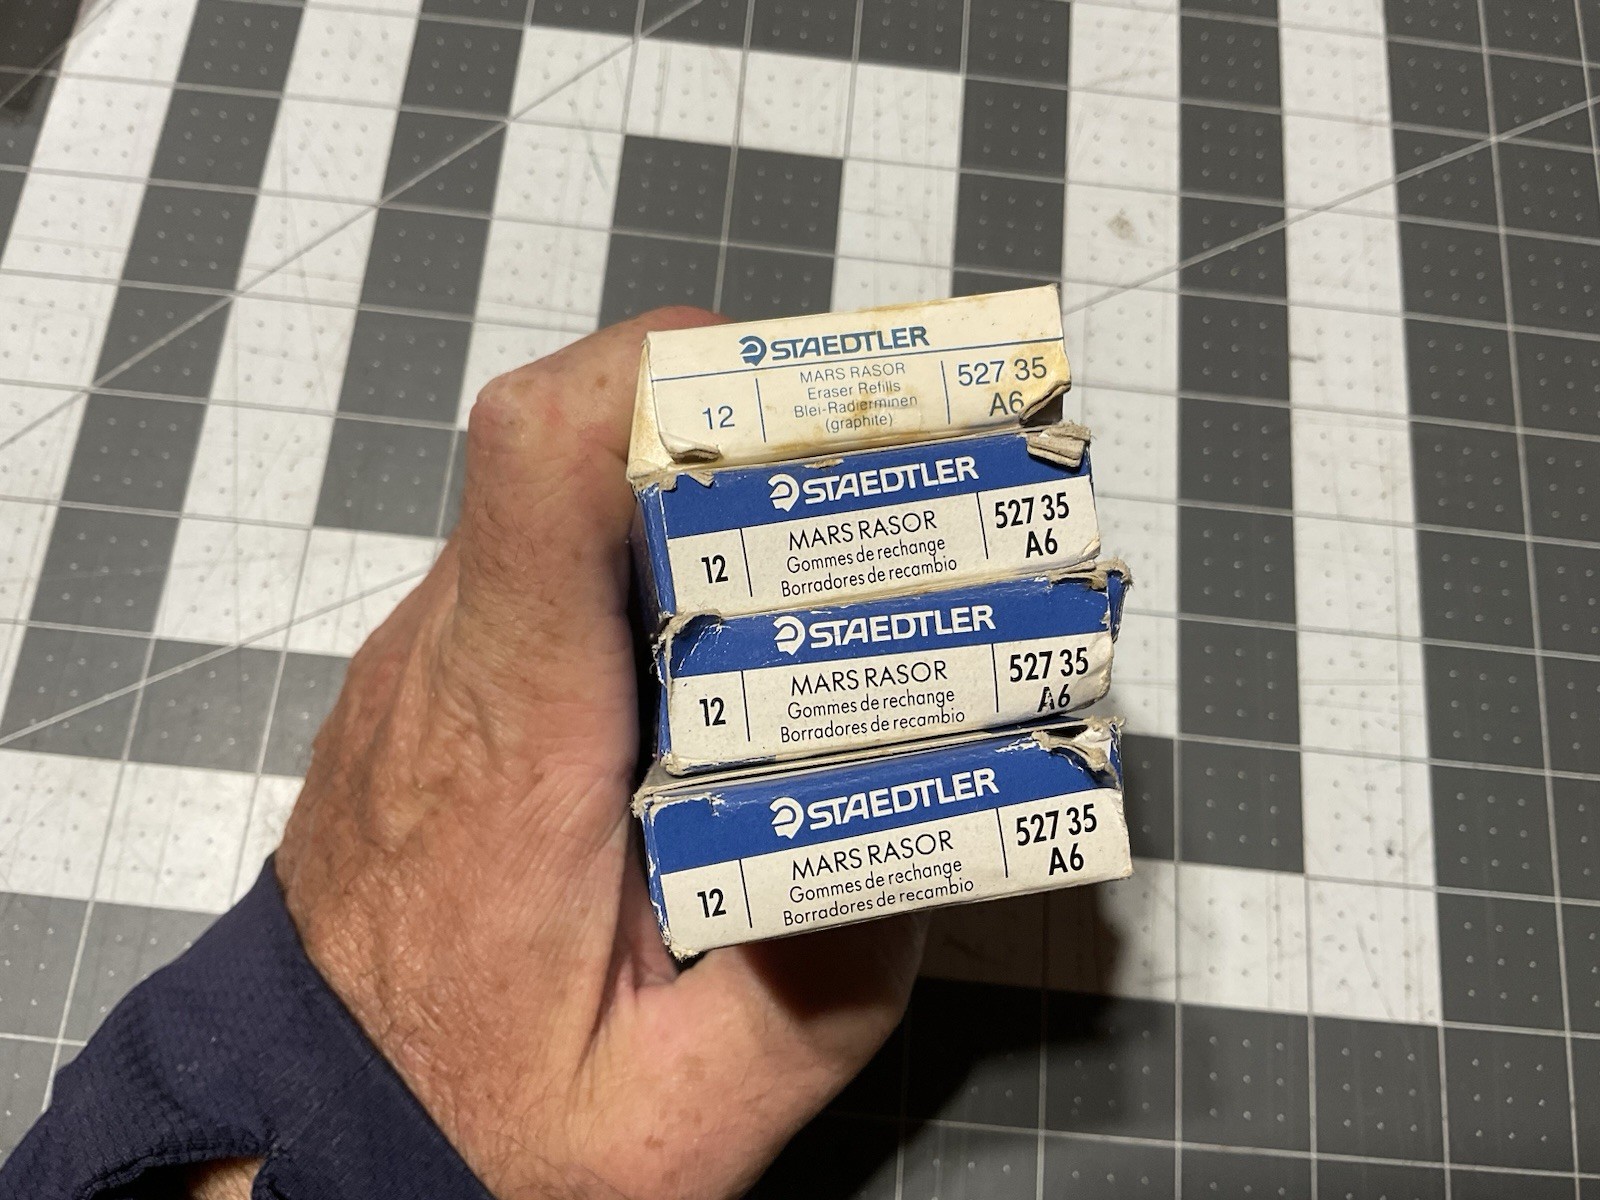 STAEDTLER
12
MARS RASOR
Eraser Refills
Blei-Radierminen
(graphite)
527 35
A6
STAEDTLER
12
MARS RASOR
Gommes de rechange
Borradores de recambio
527 35
A6
STAEDTLER
12
MARS RASOR
Gommes de rechange
Borradores de recambio
527 35
A6
STAEDTLER
12
MARS RASOR
Gommes de rechange
Borradores de recambio
527 35
A6